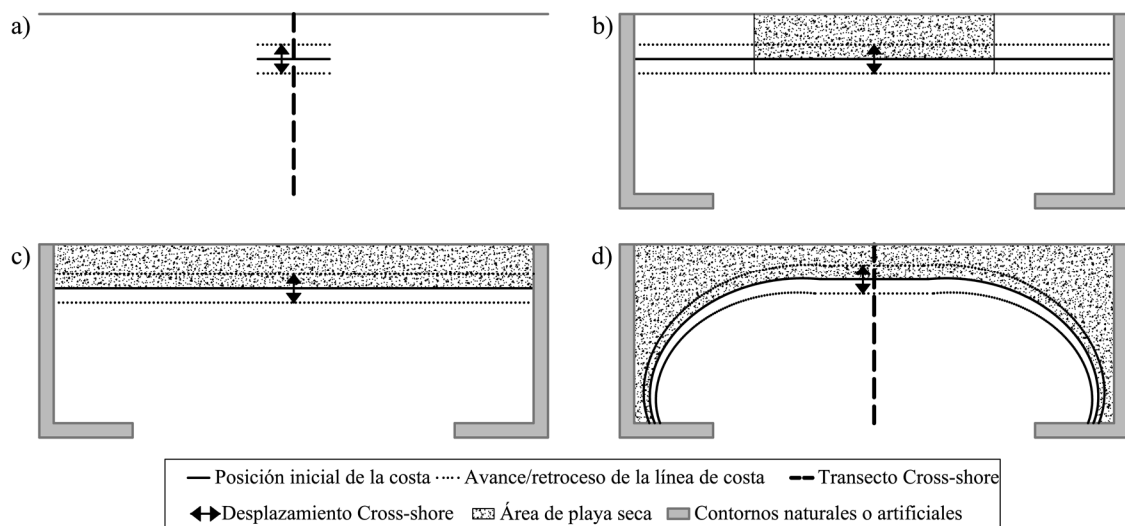 a)
b)
c)
d)
Posición inicial de la costa Avance/retroceso de la línea de costa Transecto Cross-shore
Desplazamiento Cross-shore Área de playa seca Contornos naturales o artificiales